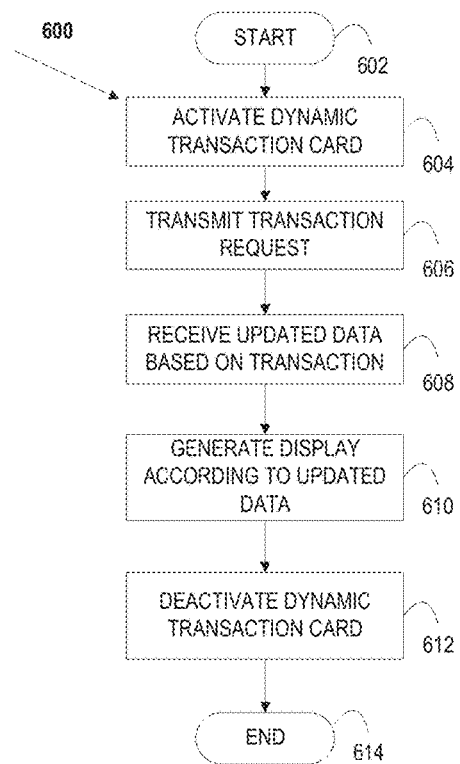 600
START
602
ACTIVATE DYNAMIC
TRANSACTION CARD
604
TRANSMIT TRANSACTION
REQUEST
606
RECEIVE UPDATED DATA
BASED ON TRANSACTION
608
GENERATE DISPLAY
ACCORDING TO UPDATED
DATA
610
DEACTIVATE DYNAMIC
TRANSACTION CARD
612
END
614